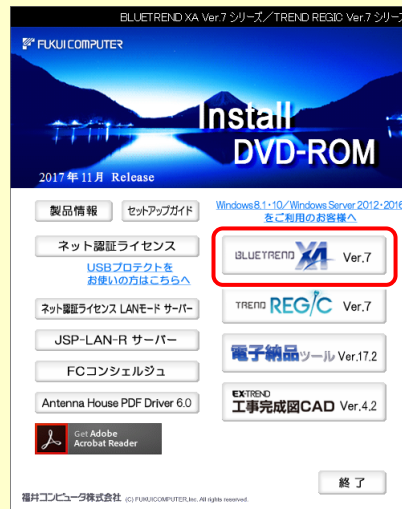 BLUETREND XA Ver.7 シリーズ／TREND REGIC Ver.7 シリーズ
FUKUI COMPUTER
Install
DVD-ROM
2017年11月 Release
製品情報
セットアップガイド
Windows8.1・10／Windows Server 2012・2016
をご利用のお客様へ
ネット認証ライセンス
BLUETREND XA Ver.7
USBプロテクトを
お使いの方はこちらへ
ネット認証ライセンス LANモード サーバー
TREND REGIC Ver.7
JSP-LAN-R サーバー
電子納品ツール Ver.17.2
FCコンシェルジュ
Antenna House PDF Driver 6.0
EX-TREND
工事完成図CAD Ver.4.2
Get Adobe
Acrobat Reader
終 了
福井コンピュータ株式会社 (C) FUKUI COMPUTER, Inc. All rights reserved.